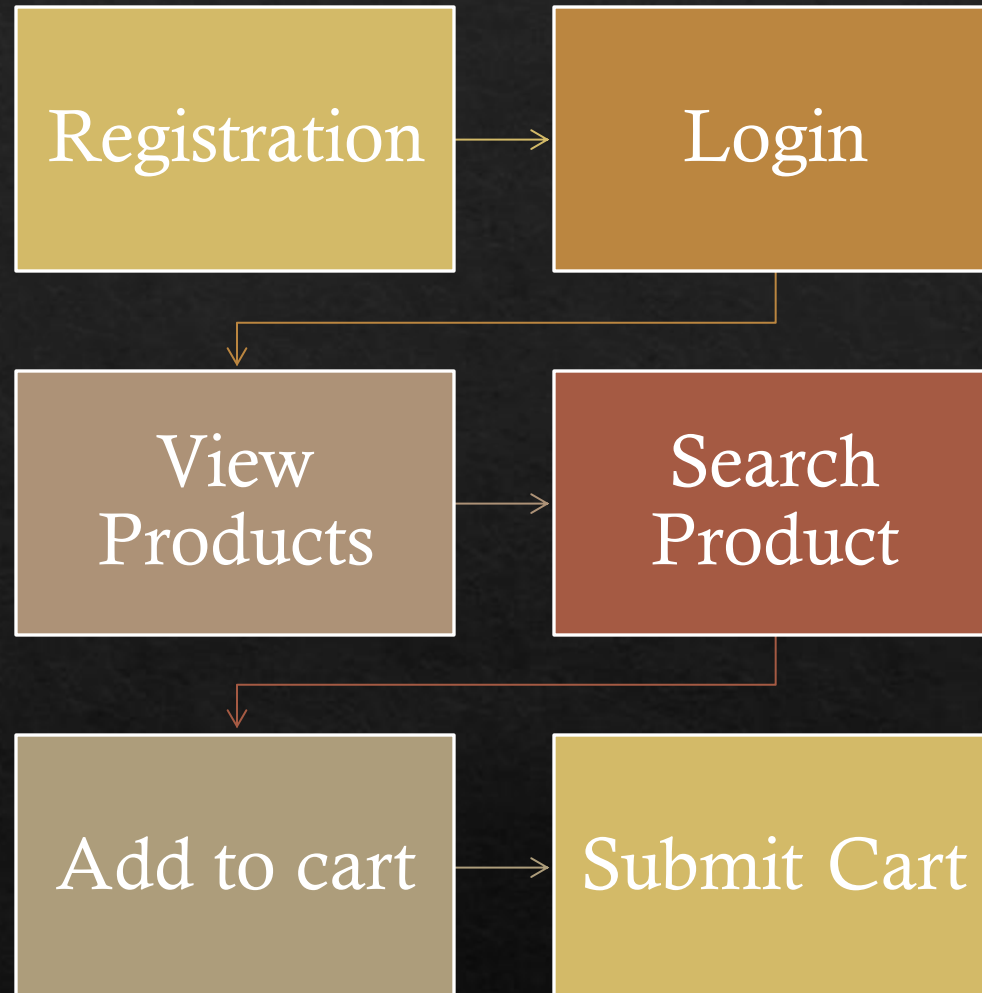 Registration
Login
View
Products
Search
Product
Add to cart
Submit Cart